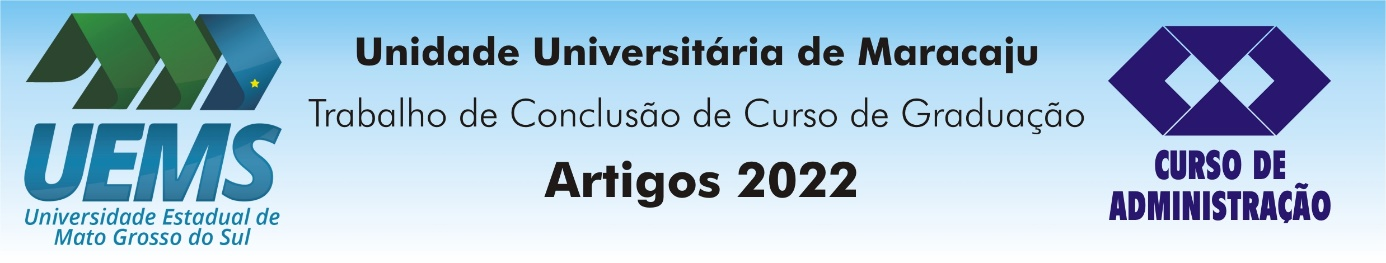 UEMS
Universidade Estadual de
Mato Grosso do Sul
Unidade Universitária de Maracaju
Trabalho de Conclusão de Curso de Graduação
Artigos 2022
CURSO DE
ADMINISTRAÇÃO